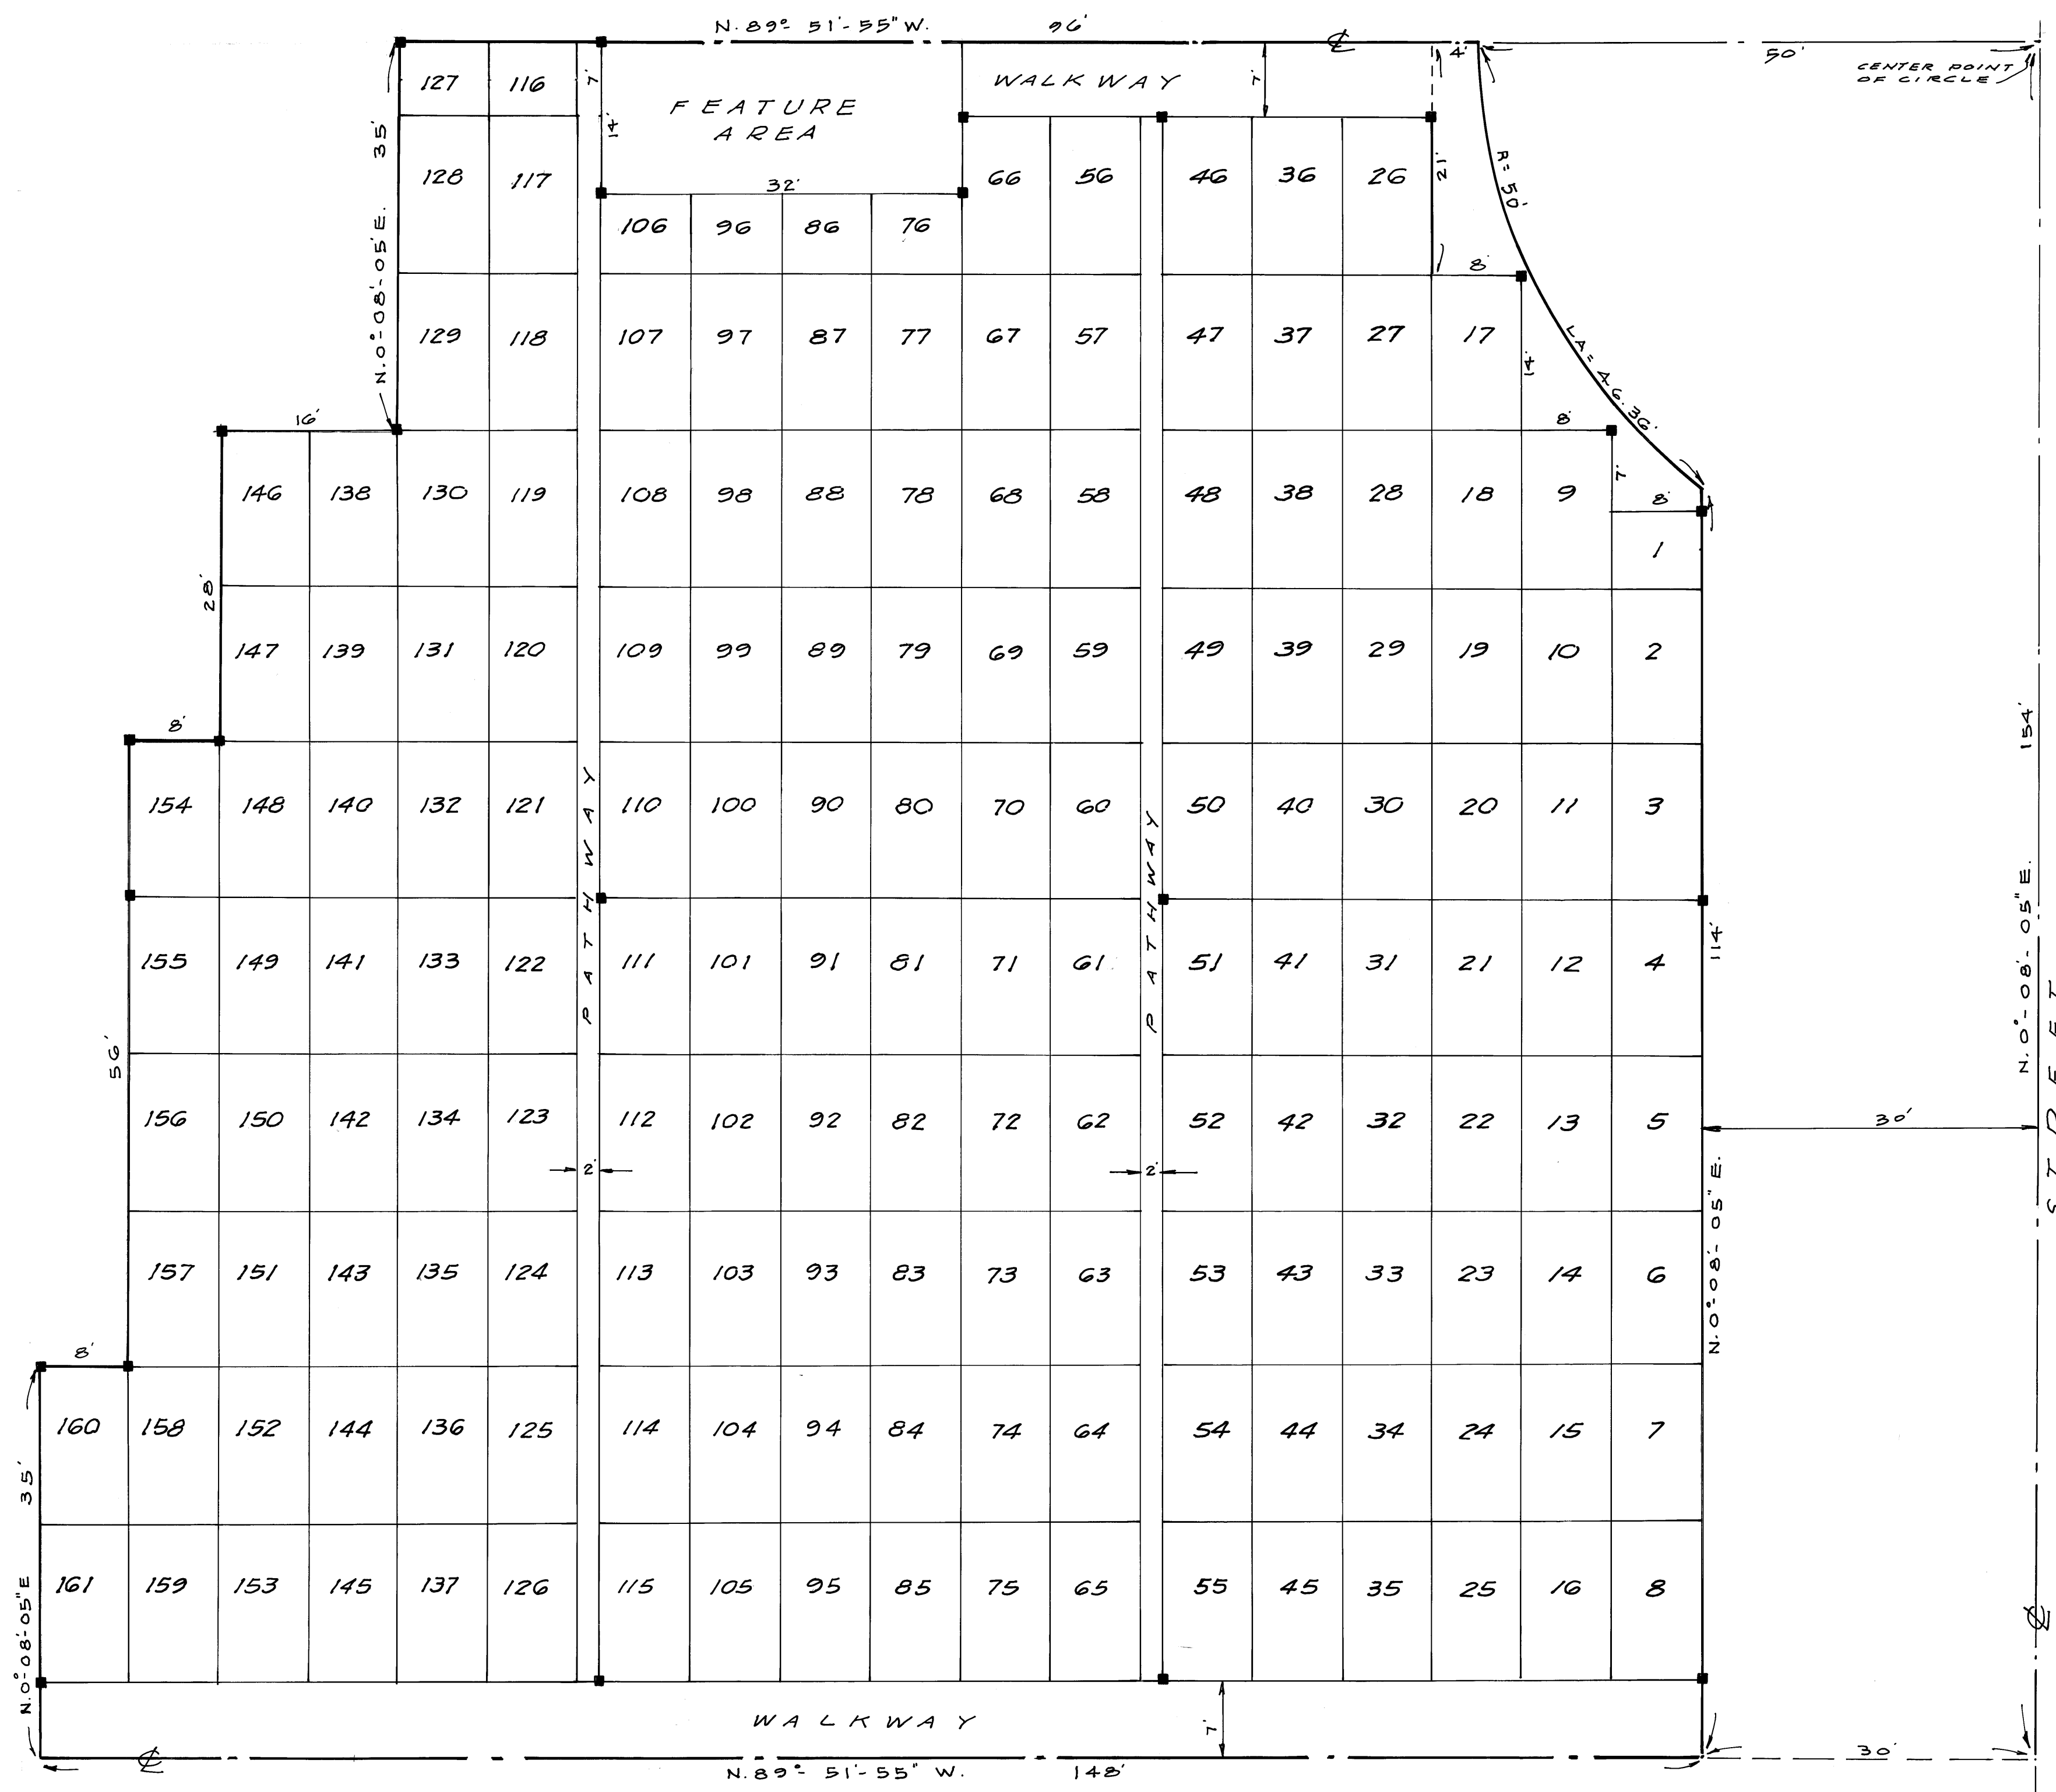 N.89°- 51'- 55" W. 96'
℄ 4' 50'
CENTER POINT
OF CIRCLE
127 116 7' WALKWAY 7'
FEATURE
AREA
14'
N.0°-08'-05'E. 35'
128 117 32' 66 56 46 36 26 21' R= 50'
106 96 86 76
8'
129 118 107 97 87 77 67 57 47 37 27 17 14' LA= 46.36'
16' 8'
146 138 130 119 108 98 88 78 68 58 48 38 28 18 9 7' 8'
1
28'
147 139 131 120 109 99 89 79 69 59 49 39 29 19 10 2
8'
154 148 140 132 121 110 100 90 80 70 60 50 40 30 20 11 3
PATHWAY PATHWAY
N.0°-08'-05"E. 154'
155 149 141 133 122 111 101 91 81 71 61 51 41 31 21 12 4
114'
56'
156 150 142 134 123 112 102 92 82 72 62 52 42 32 22 13 5
30'
STREET
2' 2'
N.0°-08'-05"E.
157 151 143 135 124 113 103 93 83 73 63 53 43 33 23 14 6
8'
160 158 152 144 136 125 114 104 94 84 74 64 54 44 34 24 15 7
N.0°08'-05"E 35'
161 159 153 145 137 126 115 105 95 85 75 65 55 45 35 25 16 8
℄
WALKWAY 7'
℄ 30'
N.89°- 51'-55" W. 148'